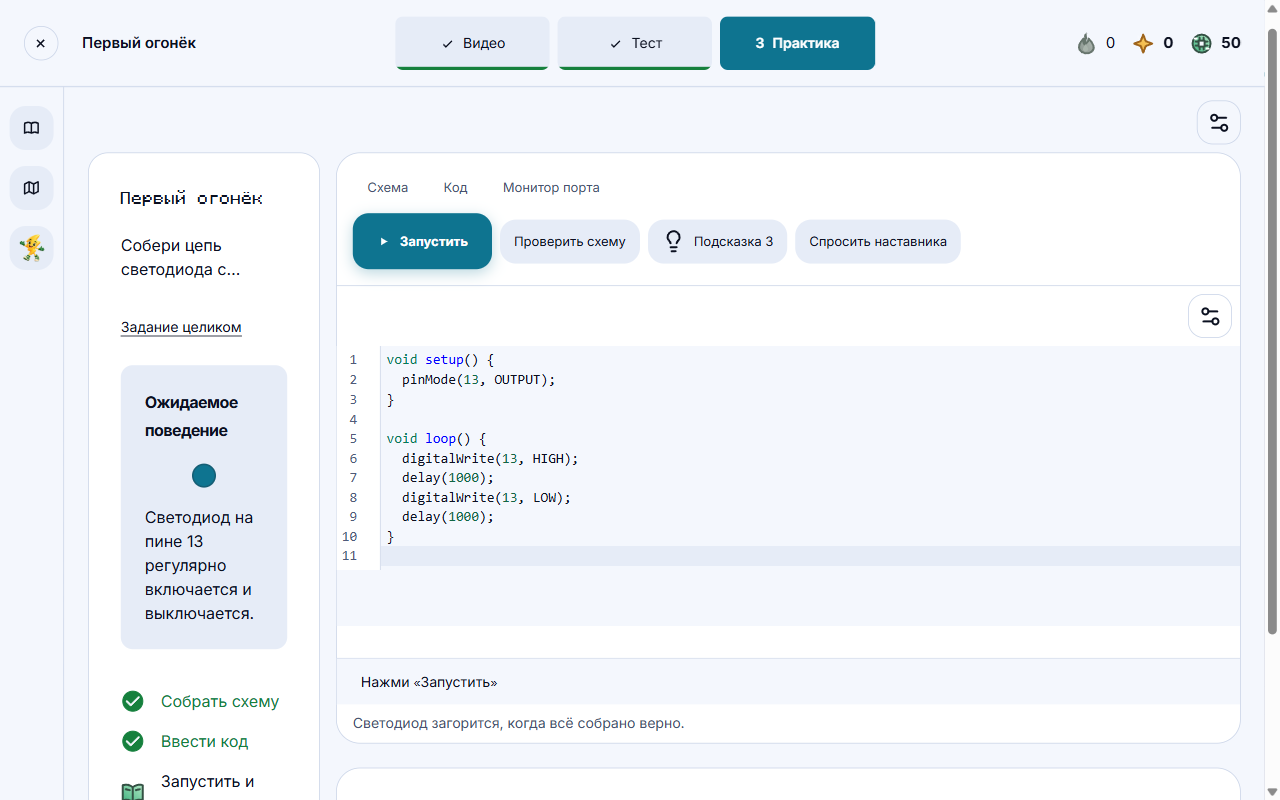 Первый огонёк
Видео
Тест
3 Практика
0
0
50
Первый огонёк
Собери цепь
светодиода с...
Задание целиком
Ожидаемое
поведение
Светодиод на
пине 13
регулярно
включается и
выключается.
Собрать схему
Ввести код
Запустить и
Схема
Код
Монитор порта
Запустить
Проверить схему
Подсказка 3
Спросить наставника
1 void setup() {
2 pinMode(13, OUTPUT);
3 }
4
5 void loop() {
6 digitalWrite(13, HIGH);
7 delay(1000);
8 digitalWrite(13, LOW);
9 delay(1000);
10 }
11
Нажми «Запустить»
Светодиод загорится, когда всё собрано верно.